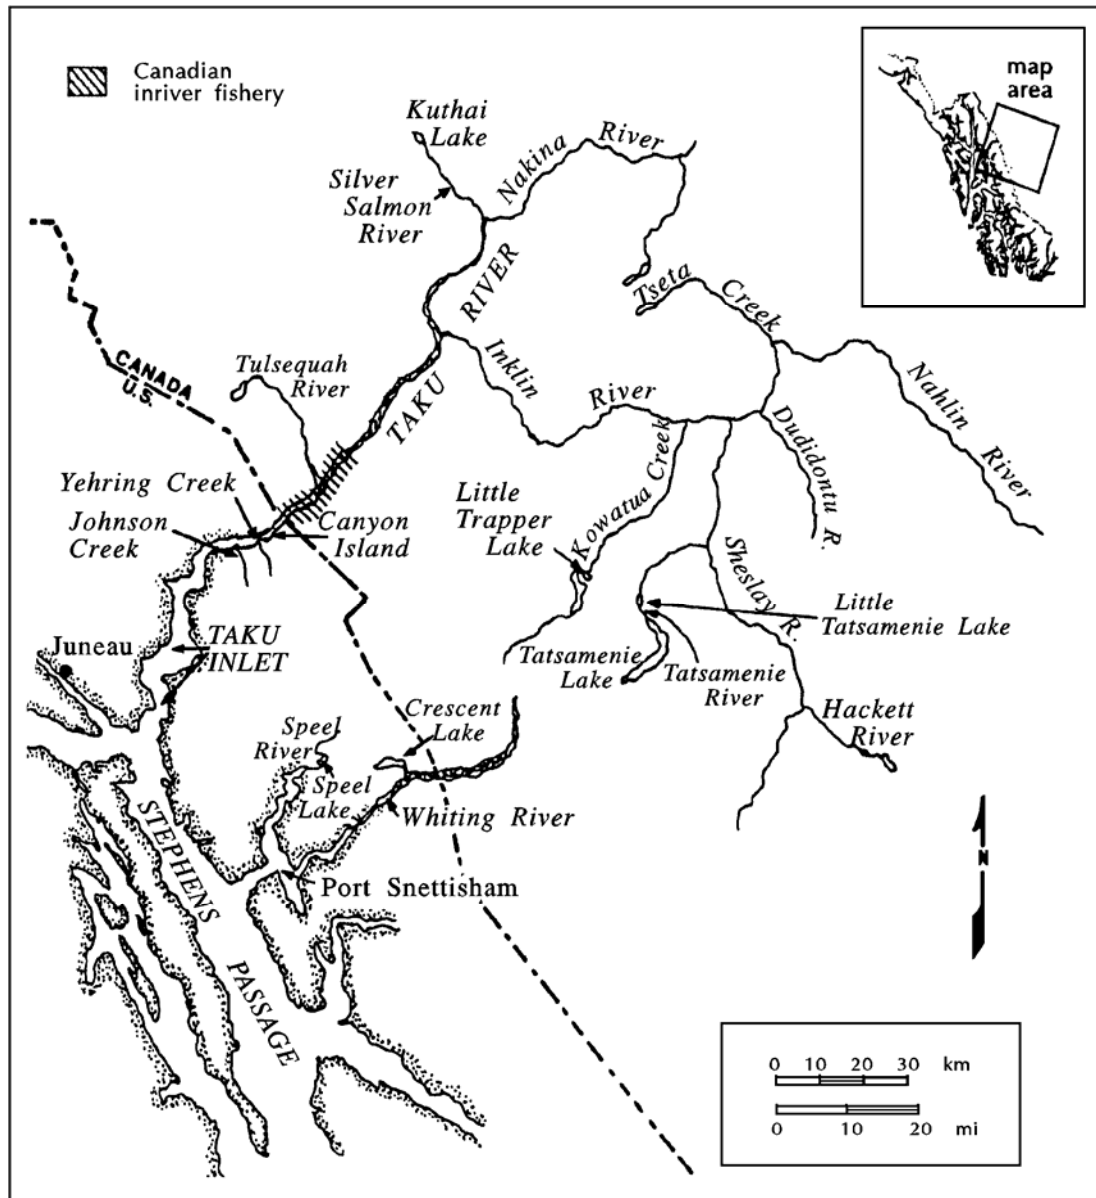 Canadian
inriver fishery
map
area
Kuthai
Lake
Nakina River
Silver
Salmon
River
TAKU RIVER
Tseta Creek
CANADA
U.S.
Tulsequah
River
Inklin River
Nahlin River
Dudidontu R.
Kowatua Creek
Yehring Creek
Johnson
Creek
Canyon
Island
Little
Trapper
Lake
Sheslay R.
Little
Tatsamenie Lake
Juneau
TAKU
INLET
Tatsamenie
Lake
Tatsamenie
River
Hackett
River
Crescent
Lake
Speel
River
Speel
Lake
Whiting River
STEPHENS PASSAGE
Port Snettisham
N
0 10 20 30 km
0 10 20 mi